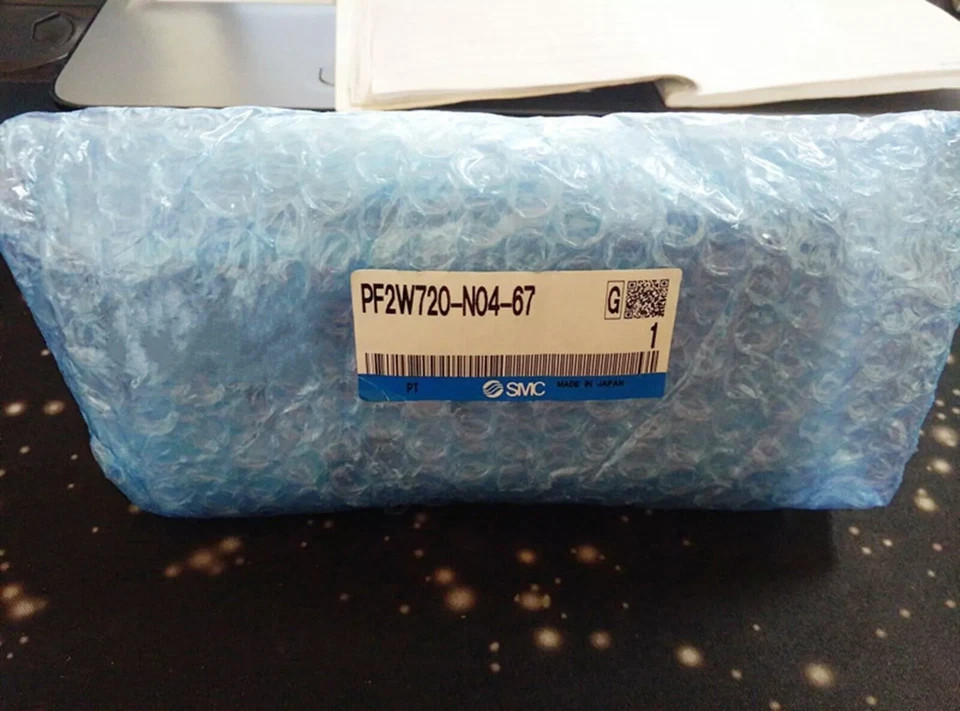 PF2W720-N04-67
G
1
PT
SMC
MADE IN JAPAN